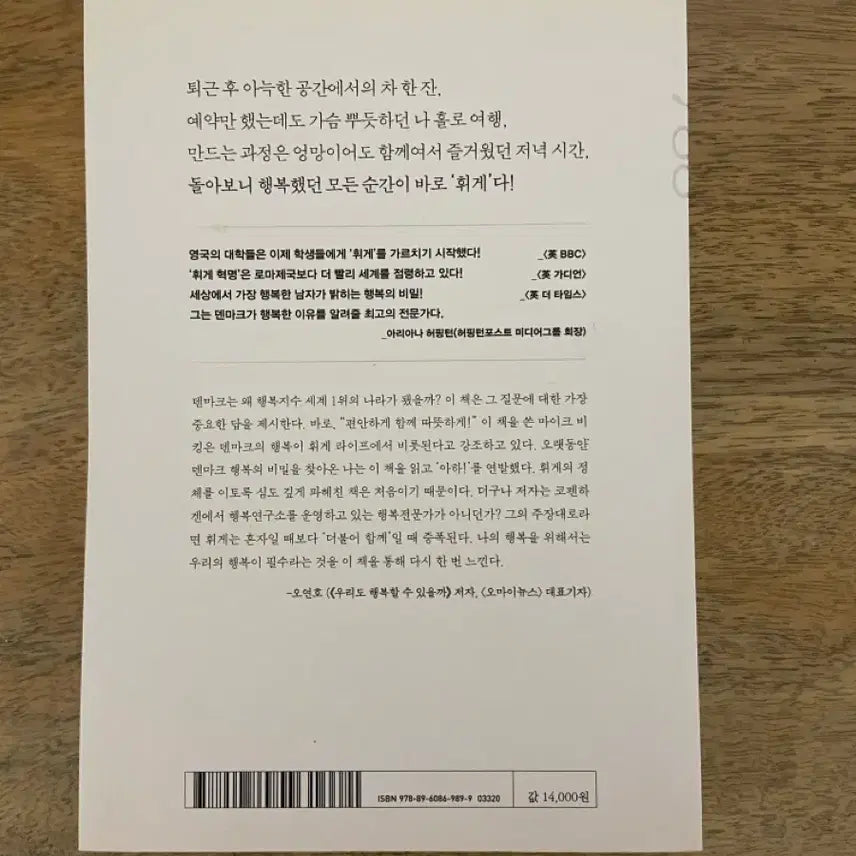 퇴근 후 아늑한 공간에서의 차 한 잔,
예약만 했는데도 가슴 뿌듯하던 나 홀로 여행,
만드는 과정은 엉망이어도 함께여서 즐거웠던 저녁 시간,
돌아보니 행복했던 모든 순간이 바로 ‘휘게’다!
영국의 대학들은 이제 학생들에게 ‘휘게’를 가르치기 시작했다! _〈英 BBC〉
‘휘게 혁명’은 로마제국보다 더 빨리 세계를 점령하고 있다! _〈英 가디언〉
세상에서 가장 행복한 남자가 밝히는 행복의 비밀! _〈英 더 타임스〉
그는 덴마크가 행복한 이유를 알려줄 최고의 전문가다.
_아리아나 허핑턴(허핑턴포스트 미디어그룹 회장)
덴마크는 왜 행복지수 세계 1위의 나라가 됐을까? 이 책은 그 질문에 대한 가장
중요한 답을 제시한다. 바로, “편안하게 함께 따뜻하게!” 이 책을 쓴 마이크 비
킹은 덴마크의 행복이 휘게 라이프에서 비롯된다고 강조하고 있다. 오랫동안
덴마크 행복의 비밀을 찾아온 나는 이 책을 읽고 ‘아하!’를 연발했다. 휘게의 정
체를 이토록 심도 깊게 파헤친 책은 처음이기 때문이다. 더구나 저자는 코펜하
겐에서 행복연구소를 운영하고 있는 행복전문가가 아니던가? 그의 주장대로라
면 휘게는 혼자일 때보다 ‘더불어 함께’일 때 증폭된다. 나의 행복을 위해서는
우리의 행복이 필수라는 것을 이 책을 통해 다시 한 번 느낀다.
-오연호 (《우리도 행복할 수 있을까》 저자, 〈오마이뉴스〉 대표기자)
ISBN 978-89-6086-989-9 03320
값 14,000원